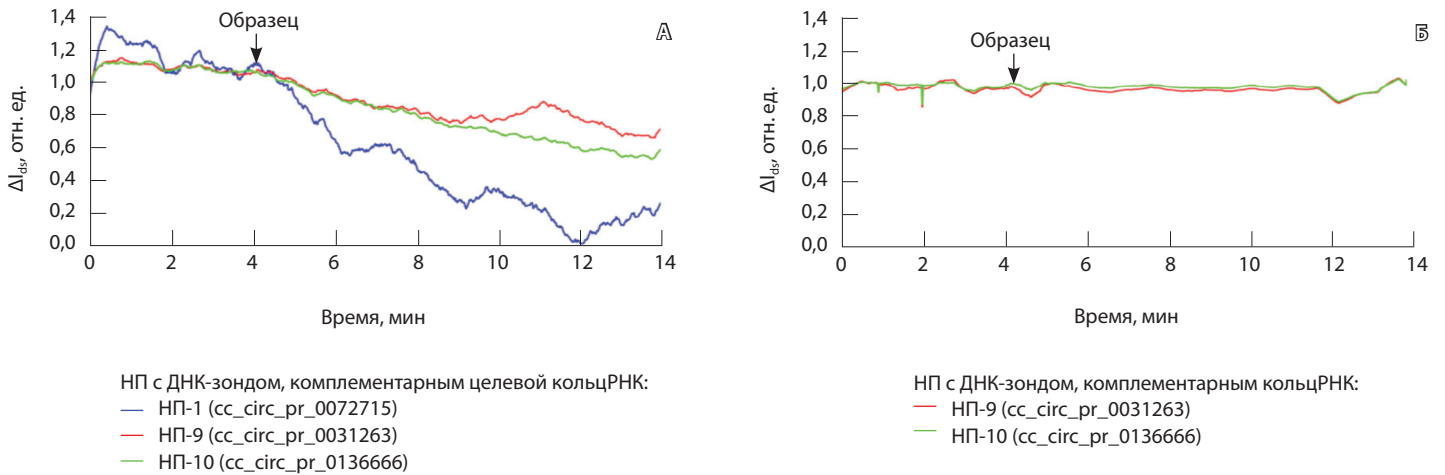 А
Образец
ΔI_ds, отн. ед.
1,4
1,2
1,0
0,8
0,6
0,4
0,2
0,0
0 2 4 6 8 10 12 14
Время, мин
НП с ДНК-зондом, комплементарным целевой кольцРНК:
НП-1 (cc_circ_pr_0072715)
НП-9 (cc_circ_pr_0031263)
НП-10 (cc_circ_pr_0136666)
Б
Образец
ΔI_ds, отн. ед.
1,4
1,2
1,0
0,8
0,6
0,4
0,2
0,0
0 2 4 6 8 10 12 14
Время, мин
НП с ДНК-зондом, комплементарным кольцРНК:
НП-9 (cc_circ_pr_0031263)
НП-10 (cc_circ_pr_0136666)